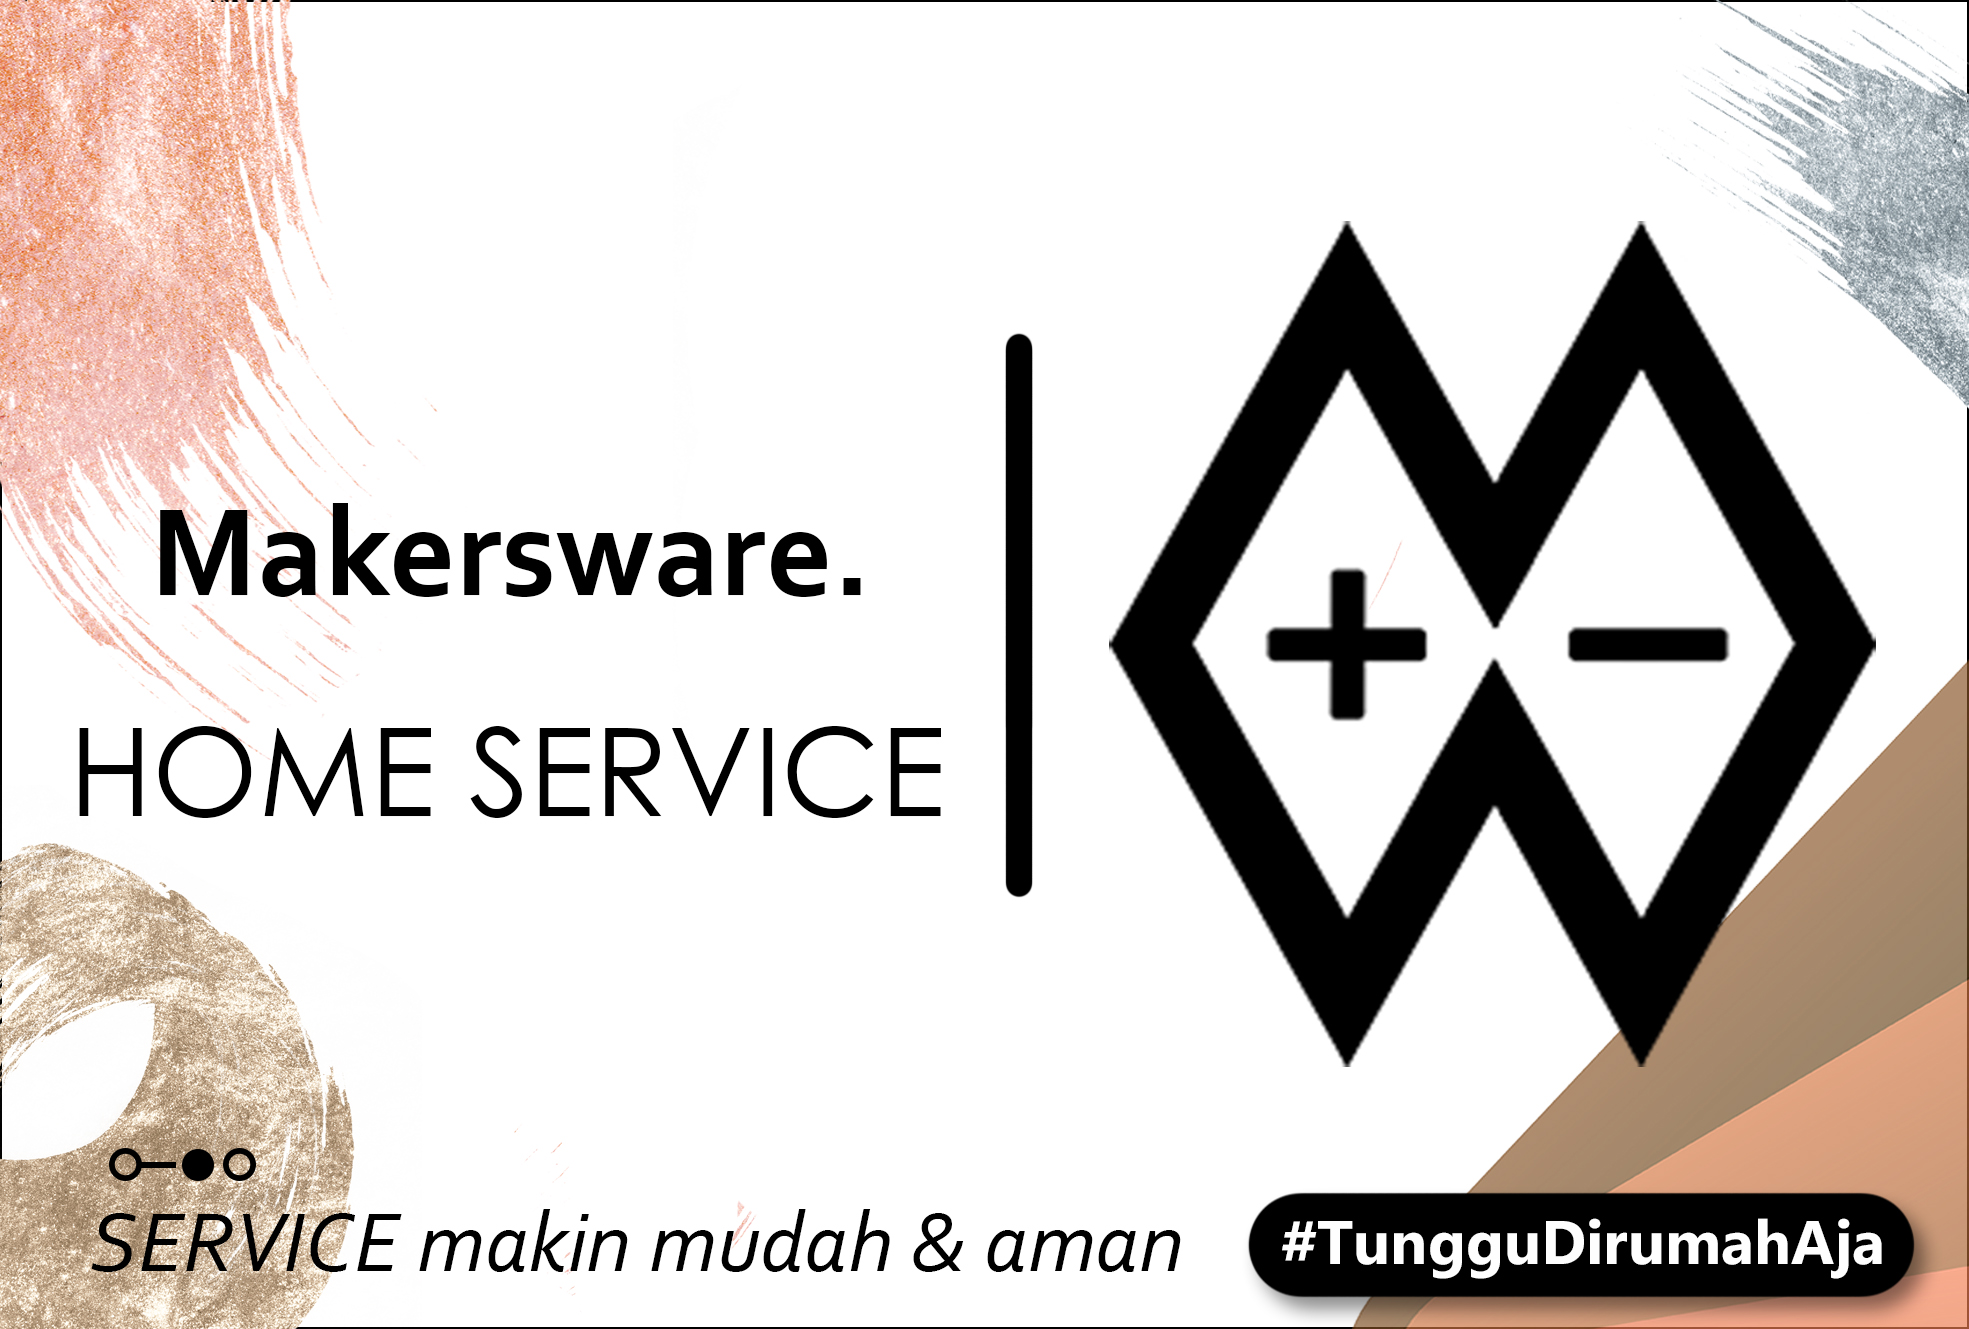 Makersware.
HOME SERVICE
+ -
SERVICE makin mudah & aman
#TungguDirumahAja